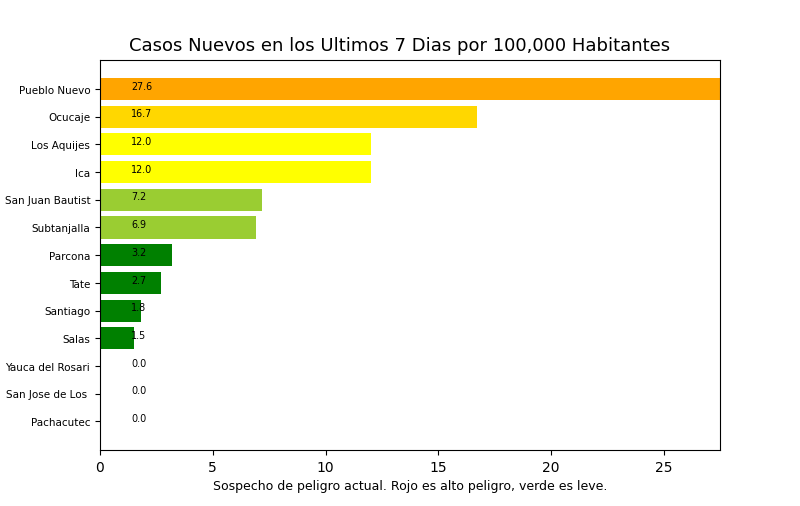 Casos Nuevos en los Ultimos 7 Dias por 100,000 Habitantes
Pueblo Nuevo 27.6
Ocucaje 16.7
Los Aquijes 12.0
Ica 12.0
San Juan Bautist 7.2
Subtanjalla 6.9
Parcona 3.2
Tate 2.7
Santiago 1.8
Salas 1.5
Yauca del Rosari 0.0
San Jose de Los 0.0
Pachacutec 0.0
0 5 10 15 20 25
Sospecho de peligro actual. Rojo es alto peligro, verde es leve.